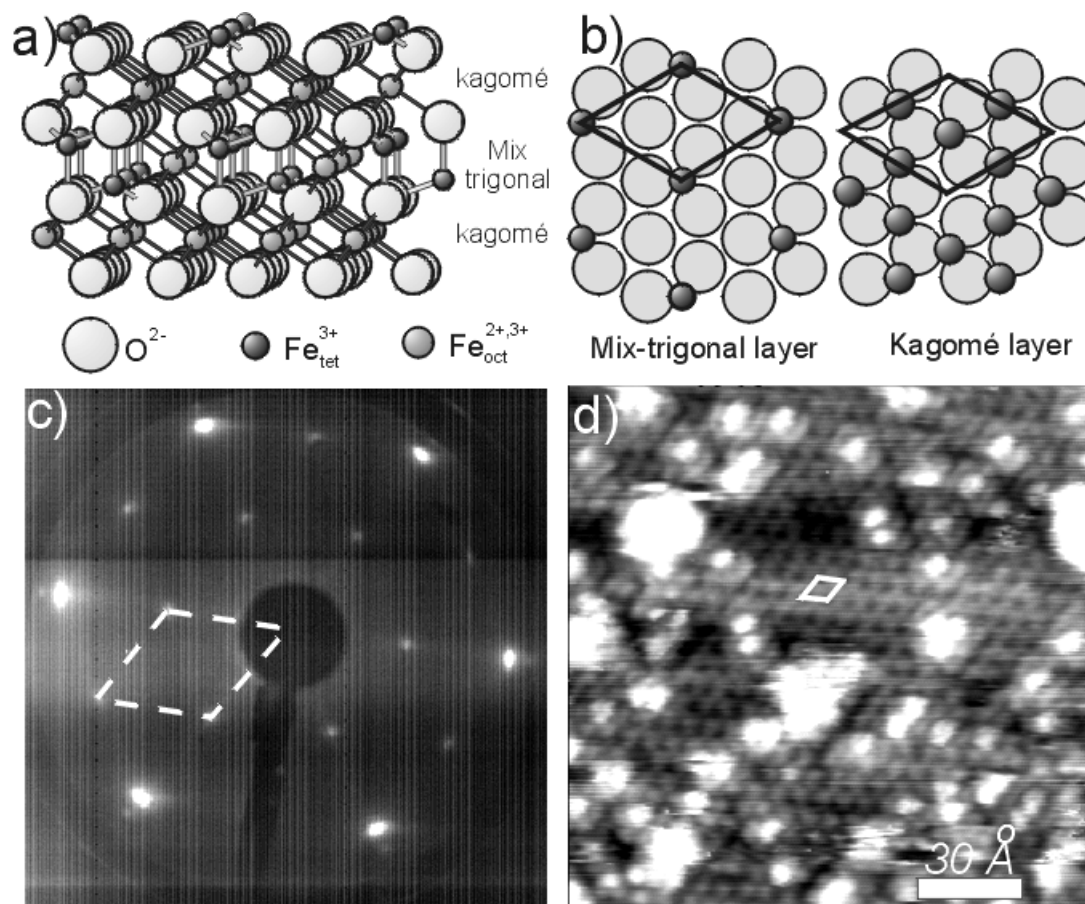 a)
kagomé
Mix
trigonal
kagomé
O2- Fe3+tet Fe2+,3+oct
b)
Mix-trigonal layer Kagomé layer
c)
d)
30 Å